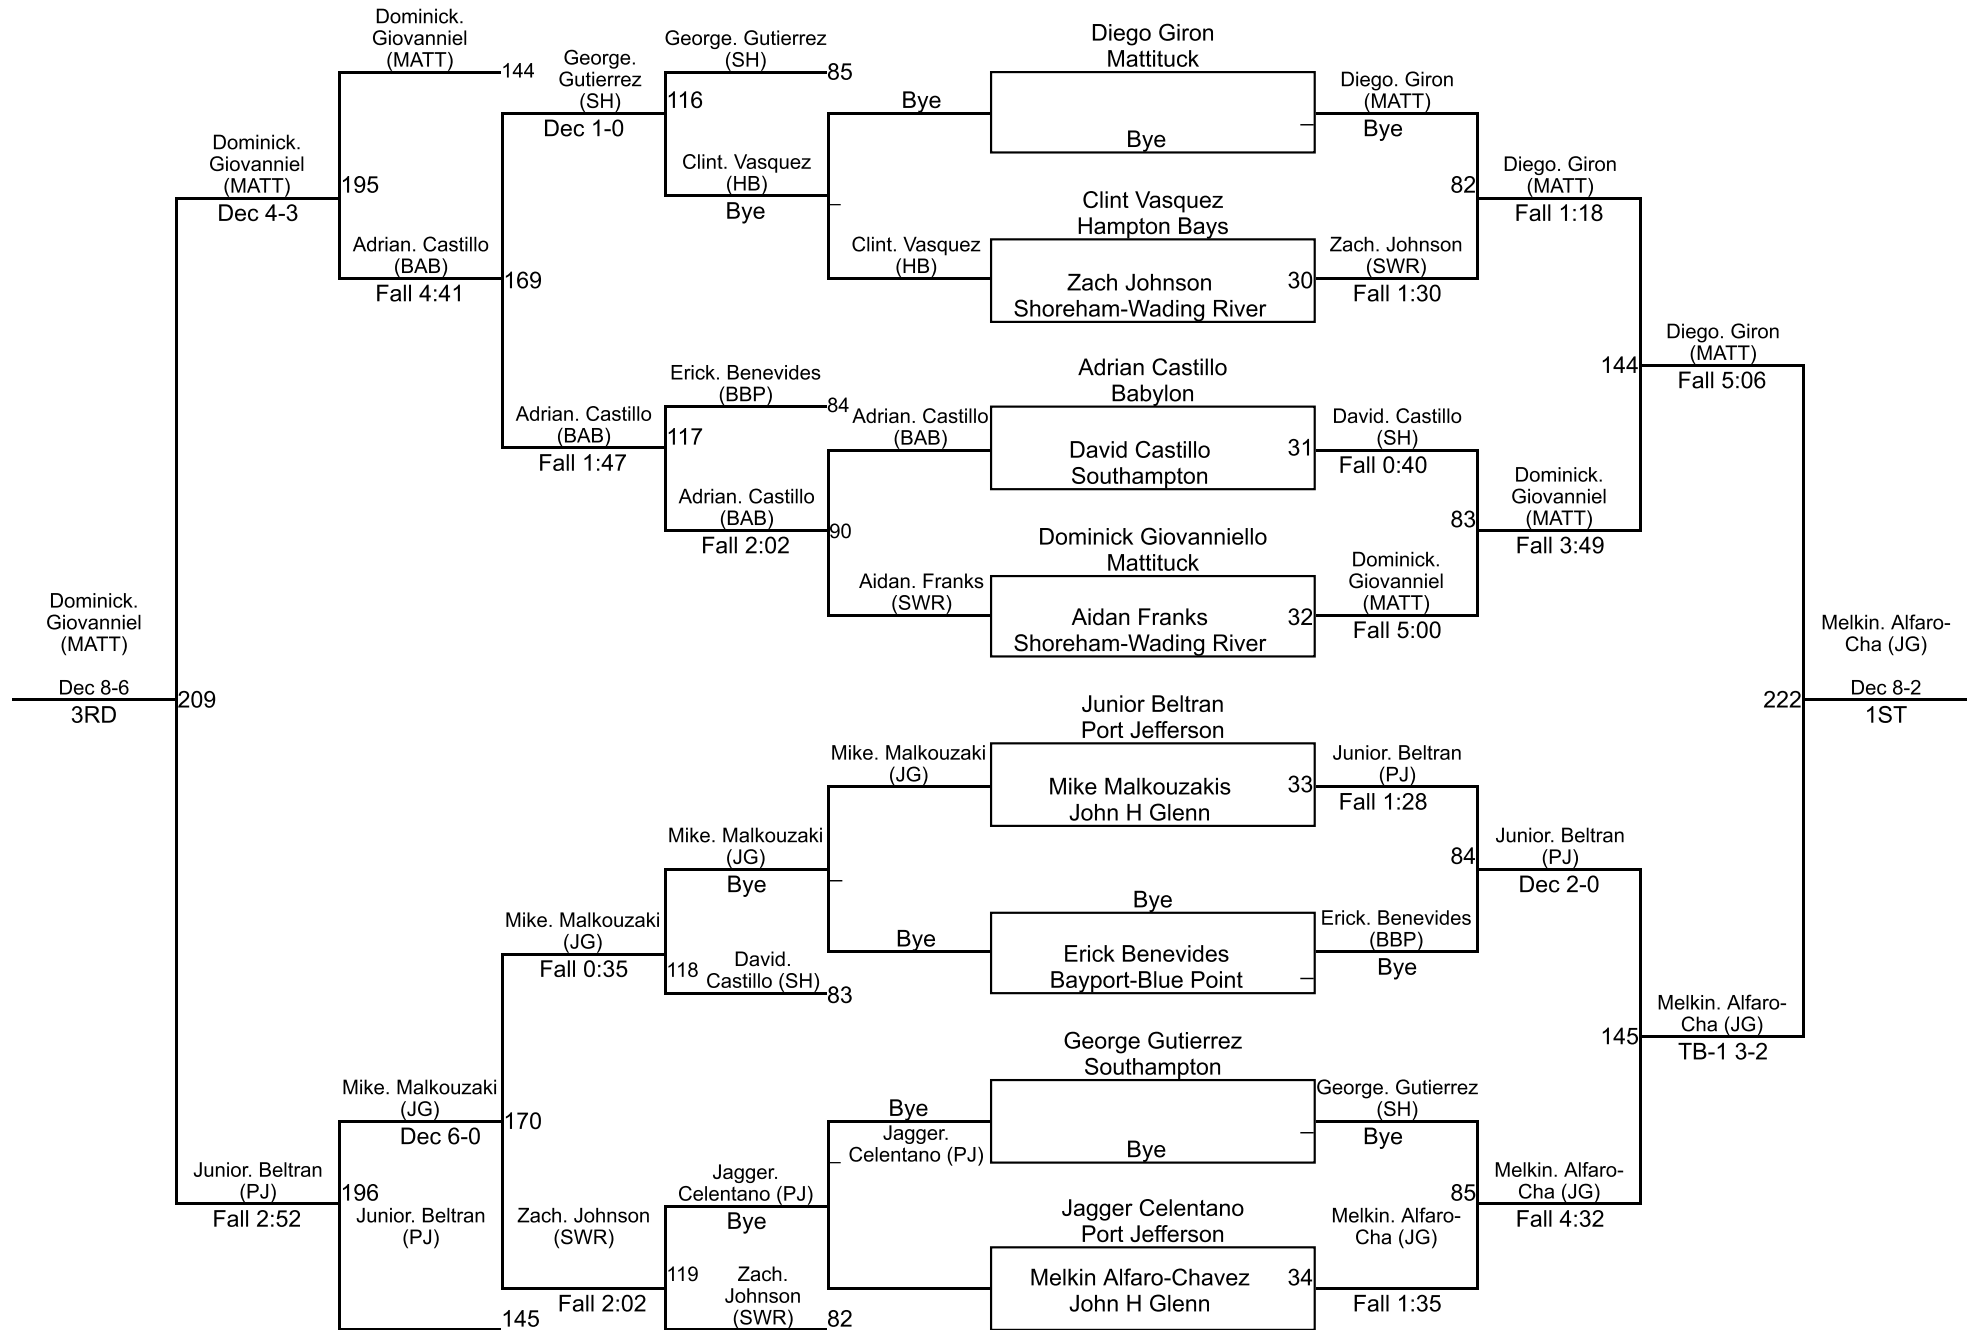 Dominick.
Giovanniel
(MATT)
144
George.
Gutierrez
(SH)
Dec 1-0
George. Gutierrez
(SH)
85
116
Diego Giron
Mattituck
Bye
Bye
Diego. Giron
(MATT)
Bye
Dominick.
Giovanniel
(MATT)
Dec 4-3
195
Clint. Vasquez
(HB)
Bye
_
82
Diego. Giron
(MATT)
Fall 1:18
Clint Vasquez
Hampton Bays
Adrian. Castillo
(BAB)
Fall 4:41
169
Clint. Vasquez
(HB)
Zach Johnson
Shoreham-Wading River
30
Zach. Johnson
(SWR)
Fall 1:30
Diego. Giron
(MATT)
Fall 5:06
144
Erick. Benevides
(BBP)
84
Adrian Castillo
Babylon
Adrian. Castillo
(BAB)
Fall 1:47
117
Adrian. Castillo
(BAB)
David Castillo
Southampton
31
David. Castillo
(SH)
Fall 0:40
Adrian. Castillo
(BAB)
Fall 2:02
90
Dominick Giovanniello
Mattituck
83
Dominick.
Giovanniel
(MATT)
Fall 3:49
Aidan. Franks
(SWR)
Aidan Franks
Shoreham-Wading River
32
Dominick.
Giovanniel
(MATT)
Fall 5:00
Dominick.
Giovanniel
(MATT)
Dec 8-6
3RD
209
Melkin. Alfaro-
Cha (JG)
Dec 8-2
1ST
222
Junior Beltran
Port Jefferson
Mike. Malkouzaki
(JG)
Mike Malkouzakis
John H Glenn
33
Junior. Beltran
(PJ)
Fall 1:28
Mike. Malkouzaki
(JG)
Bye
_
84
Junior. Beltran
(PJ)
Dec 2-0
Bye
Mike. Malkouzaki
(JG)
Fall 0:35
118
David.
Castillo (SH)
83
Bye
Erick Benevides
Bayport-Blue Point
_
Erick. Benevides
(BBP)
Bye
George Gutierrez
Southampton
145
Melkin. Alfaro-
Cha (JG)
TB-1 3-2
Mike. Malkouzaki
(JG)
Dec 6-0
170
Bye
Jagger.
Celentano (PJ)
Bye
_
George. Gutierrez
(SH)
Bye
Junior. Beltran
(PJ)
Fall 2:52
196
Junior. Beltran
(PJ)
145
Jagger.
Celentano (PJ)
Bye
_
85
Melkin. Alfaro-
Cha (JG)
Fall 4:32
Zach. Johnson
(SWR)
Fall 2:02
119
Zach.
Johnson
(SWR)
82
Jagger Celentano
Port Jefferson
Melkin Alfaro-Chavez
John H Glenn
34
Melkin. Alfaro-
Cha (JG)
Fall 1:35